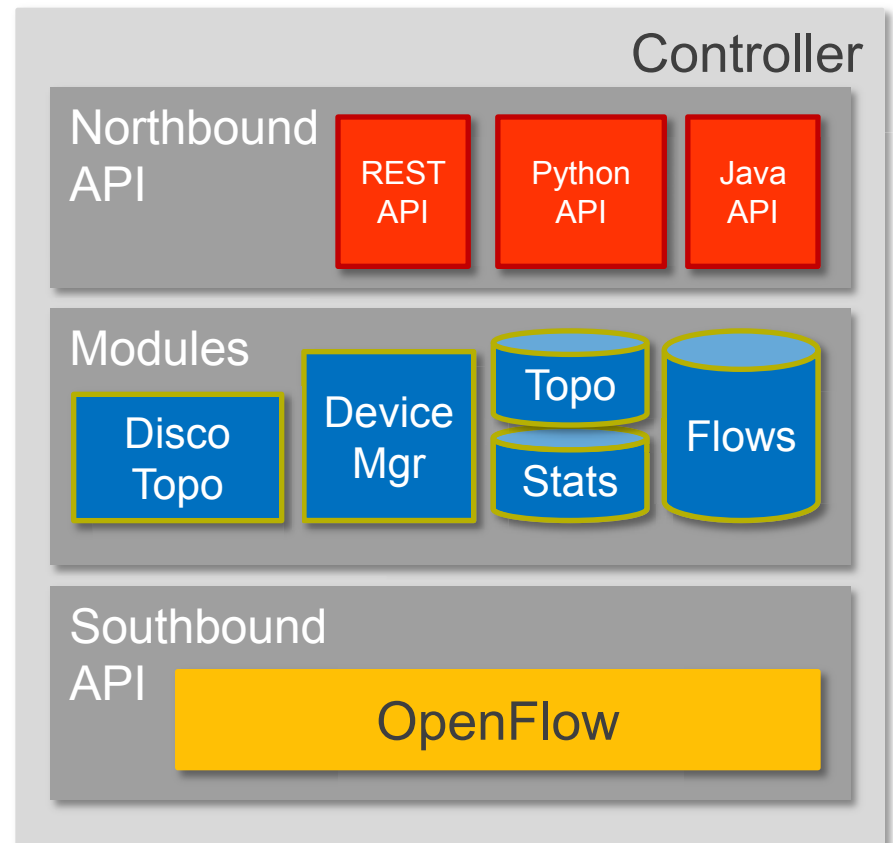 Controller
Northbound
API
REST
API
Python
API
Java
API
Modules
Disco
Topo
Device
Mgr
Topo
Stats
Flows
Southbound
API
OpenFlow